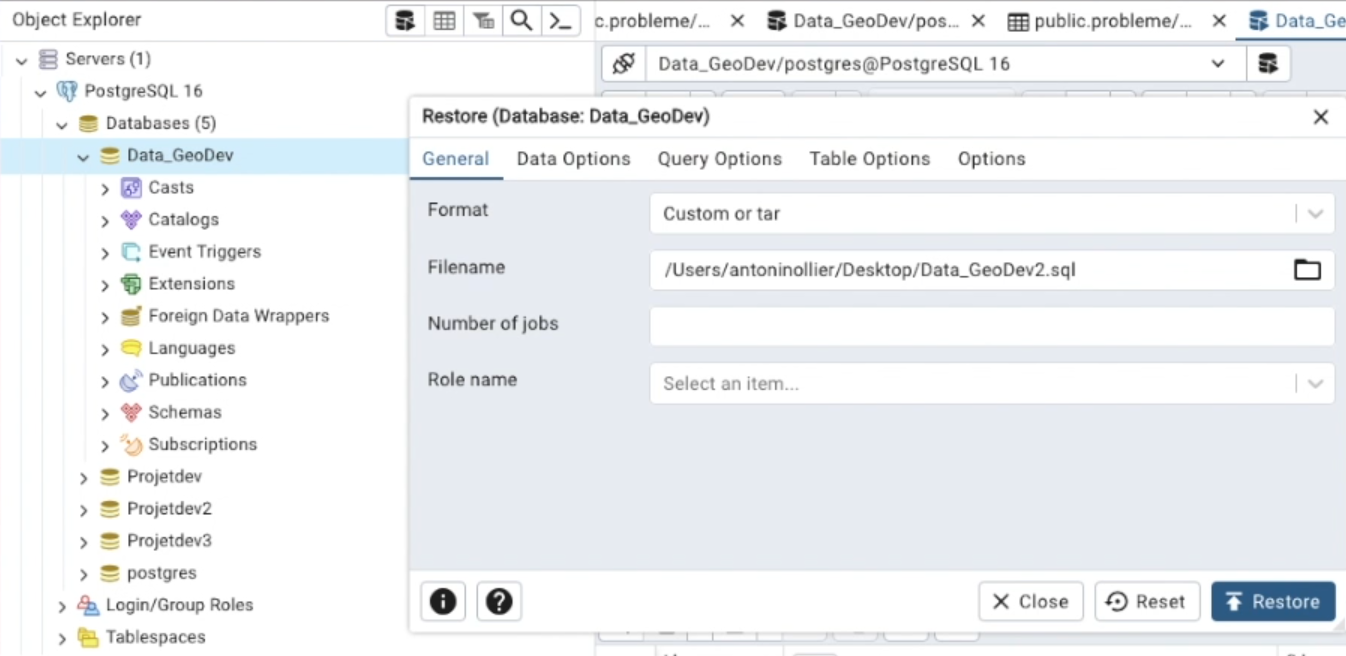 Object Explorer
c.probleme/...
Data_GeoDev/pos...
public.probleme/...
Data_Ge
Servers (1)
PostgreSQL 16
Databases (5)
Data_GeoDev
Casts
Catalogs
Event Triggers
Extensions
Foreign Data Wrappers
Languages
Publications
Schemas
Subscriptions
Projetdev
Projetdev2
Projetdev3
postgres
Login/Group Roles
Tablespaces
Data_GeoDev/postgres@PostgreSQL 16
Restore (Database: Data_GeoDev)
General Data Options Query Options Table Options Options
Format
Custom or tar
Filename
/Users/antoninollier/Desktop/Data_GeoDev2.sql
Number of jobs
Role name
Select an item...
Close
Reset
Restore